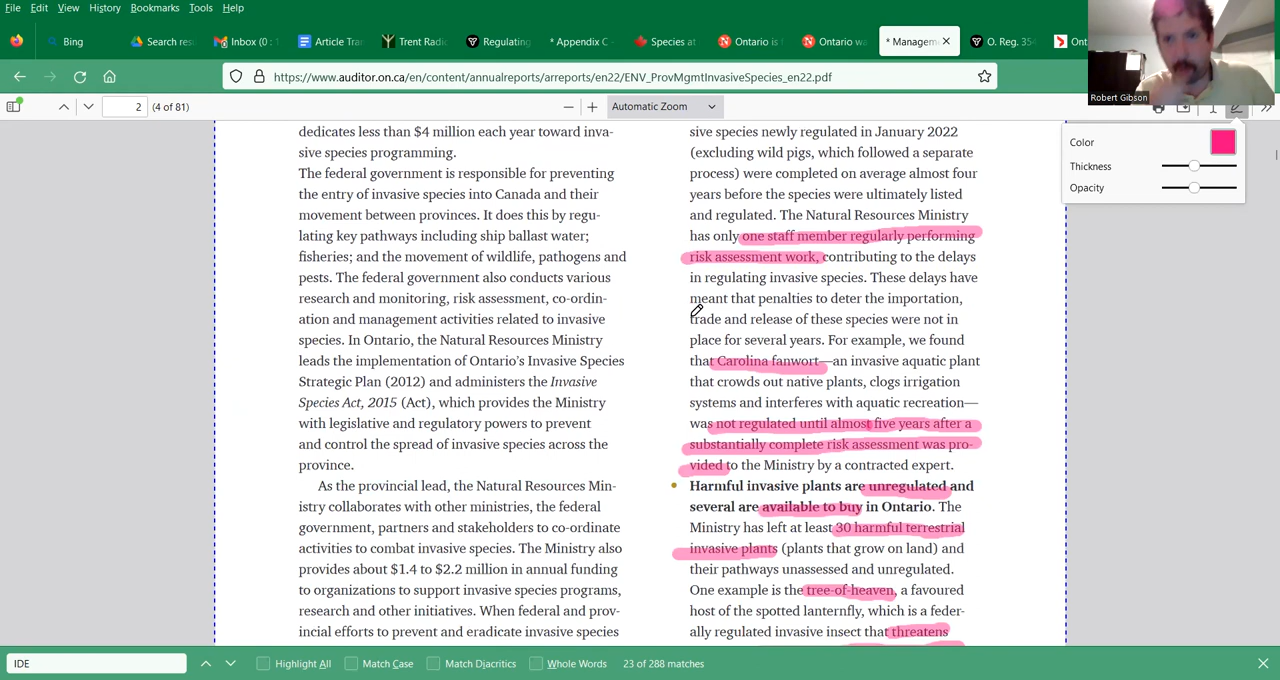 File Edit View History Bookmarks Tools Help
Bing
Search res
Inbox (0 :
Article Tra
Trent Radi
Regulating
* Appendix C -
Species at
Ontario is
Ontario wa
* Managem
O. Reg. 354
Ont
https://www.auditor.on.ca/en/content/annualreports/arreports/en22/ENV_ProvMgmtInvasiveSpecies_en22.pdf
Robert Gibson
2 (4 of 81)
Automatic Zoom
Color
Thickness
Opacity
dedicates less than $4 million each year toward inva-
sive species programming.
The federal government is responsible for preventing
the entry of invasive species into Canada and their
movement between provinces. It does this by regu-
lating key pathways including ship ballast water;
fisheries; and the movement of wildlife, pathogens and
pests. The federal government also conducts various
research and monitoring, risk assessment, co-ordin-
ation and management activities related to invasive
species. In Ontario, the Natural Resources Ministry
leads the implementation of Ontario's Invasive Species
Strategic Plan (2012) and administers the Invasive
Species Act, 2015 (Act), which provides the Ministry
with legislative and regulatory powers to prevent
and control the spread of invasive species across the
province.
As the provincial lead, the Natural Resources Min-
istry collaborates with other ministries, the federal
government, partners and stakeholders to co-ordinate
activities to combat invasive species. The Ministry also
provides about $1.4 to $2.2 million in annual funding
to organizations to support invasive species programs,
research and other initiatives. When federal and prov-
incial efforts to prevent and eradicate invasive species
sive species newly regulated in January 2022
(excluding wild pigs, which followed a separate
process) were completed on average almost four
years before the species were ultimately listed
and regulated. The Natural Resources Ministry
has only one staff member regularly performing
risk assessment work, contributing to the delays
in regulating invasive species. These delays have
meant that penalties to deter the importation,
trade and release of these species were not in
place for several years. For example, we found
that Carolina fanwort—an invasive aquatic plant
that crowds out native plants, clogs irrigation
systems and interferes with aquatic recreation—
was not regulated until almost five years after a
substantially complete risk assessment was pro-
vided to the Ministry by a contracted expert.
• Harmful invasive plants are unregulated and
several are available to buy in Ontario. The
Ministry has left at least 30 harmful terrestrial
invasive plants (plants that grow on land) and
their pathways unassessed and unregulated.
One example is the tree-of-heaven, a favoured
host of the spotted lanternfly, which is a feder-
ally regulated invasive insect that threatens
IDE
Highlight All
Match Case
Match Diacritics
Whole Words
23 of 288 matches